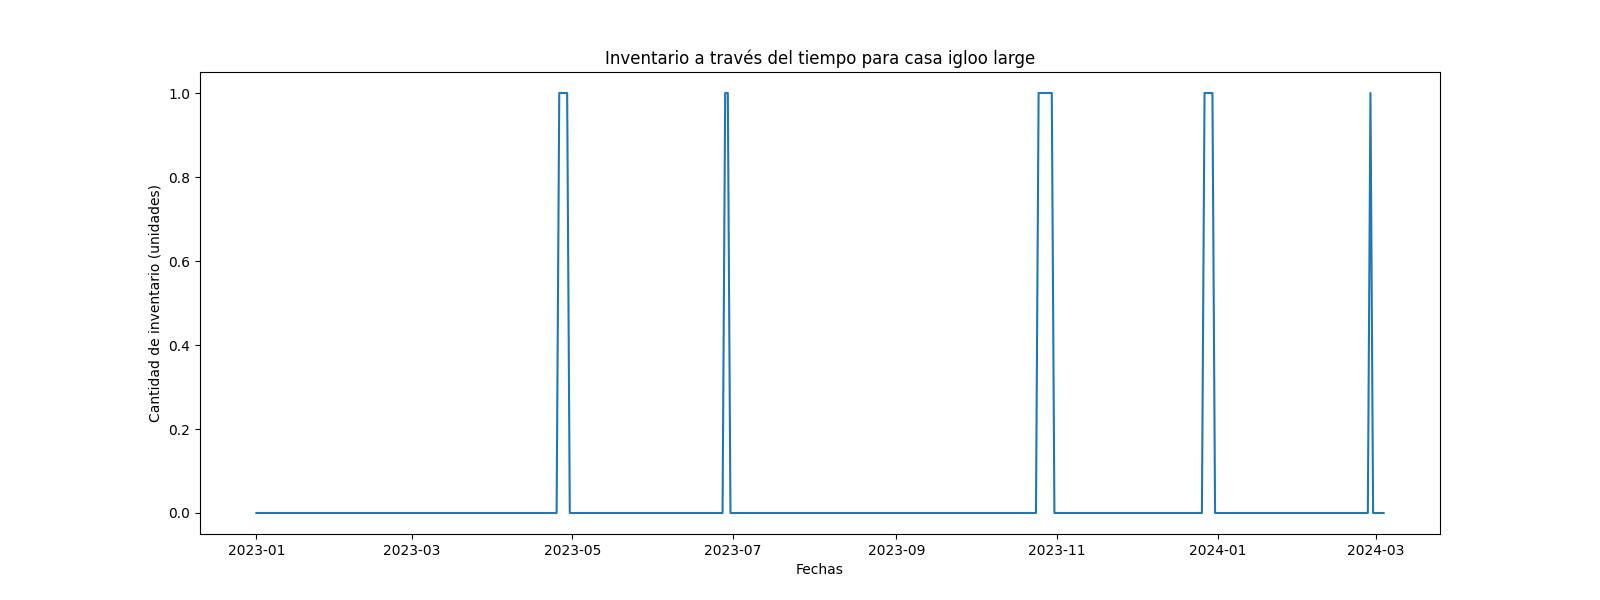 Inventario a través del tiempo para casa igloo large
Cantidad de inventario (unidades)
1.0
0.8
0.6
0.4
0.2
0.0
2023-01 2023-03 2023-05 2023-07 2023-09 2023-11 2024-01 2024-03
Fechas